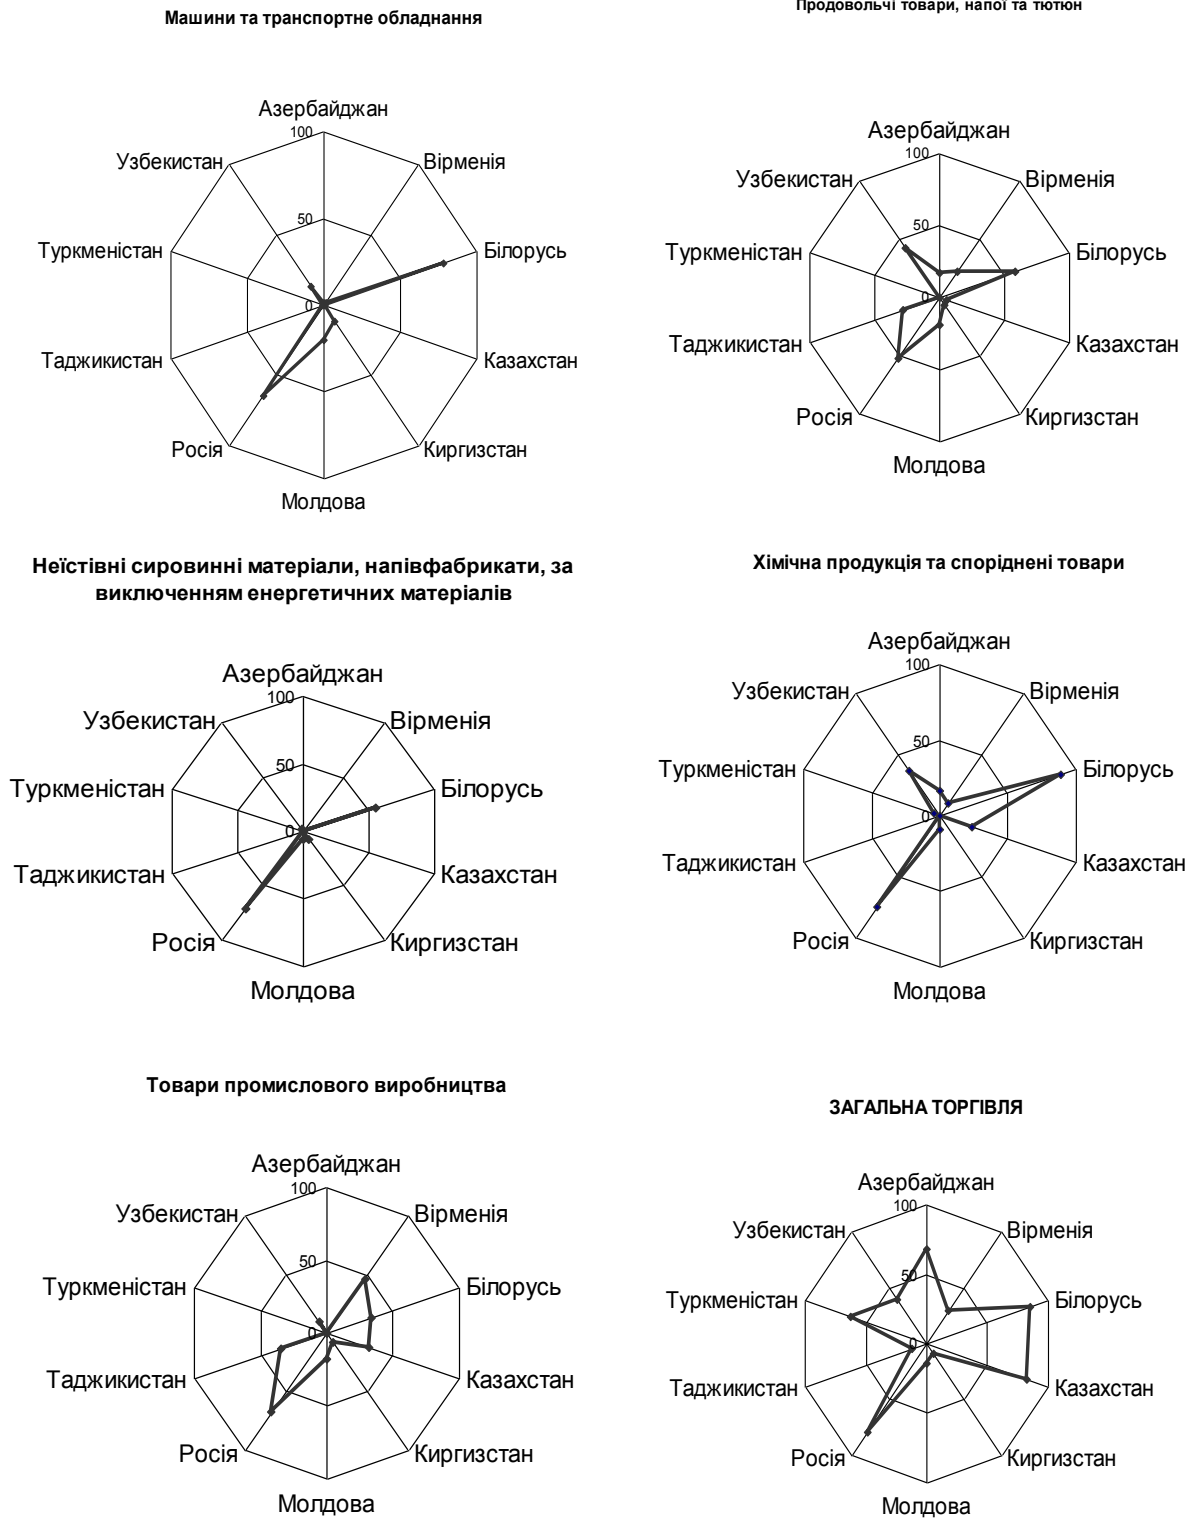 Машини та транспортне обладнання
Азербайджан
100
Узбекистан
Вірменія
50
Туркменістан
Білорусь
0
Таджикистан
Казахстан
Росія
Киргизстан
Молдова
Продовольчі товари, напої та тютюн
Азербайджан
100
Узбекистан
Вірменія
50
Туркменістан
Білорусь
0
Таджикистан
Казахстан
Росія
Киргизстан
Молдова
Неїстівні сировинні матеріали, напівфабрикати, за
виключенням енергетичних матеріалів
Азербайджан
100
Узбекистан
Вірменія
50
Туркменістан
Білорусь
0
Таджикистан
Казахстан
Росія
Киргизстан
Молдова
Хімічна продукція та споріднені товари
Азербайджан
100
Узбекистан
Вірменія
50
Туркменістан
Білорусь
0
Таджикистан
Казахстан
Росія
Киргизстан
Молдова
Товари промислового виробництва
Азербайджан
100
Узбекистан
Вірменія
50
Туркменістан
Білорусь
0
Таджикистан
Казахстан
Росія
Киргизстан
Молдова
ЗАГАЛЬНА ТОРГІВЛЯ
Азербайджан
100
Узбекистан
Вірменія
50
Туркменістан
Білорусь
0
Таджикистан
Казахстан
Росія
Киргизстан
Молдова